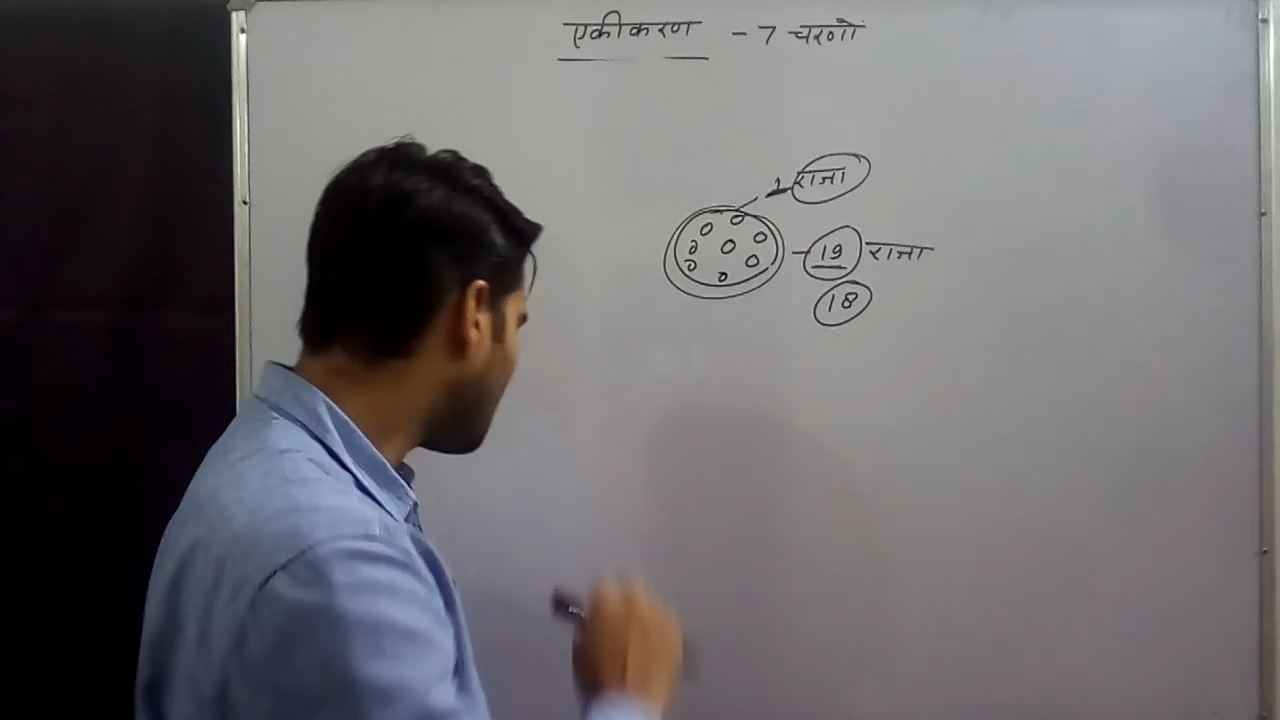 एकीकरण - 7 चरणों
1 राजा
- 19 राजा
18